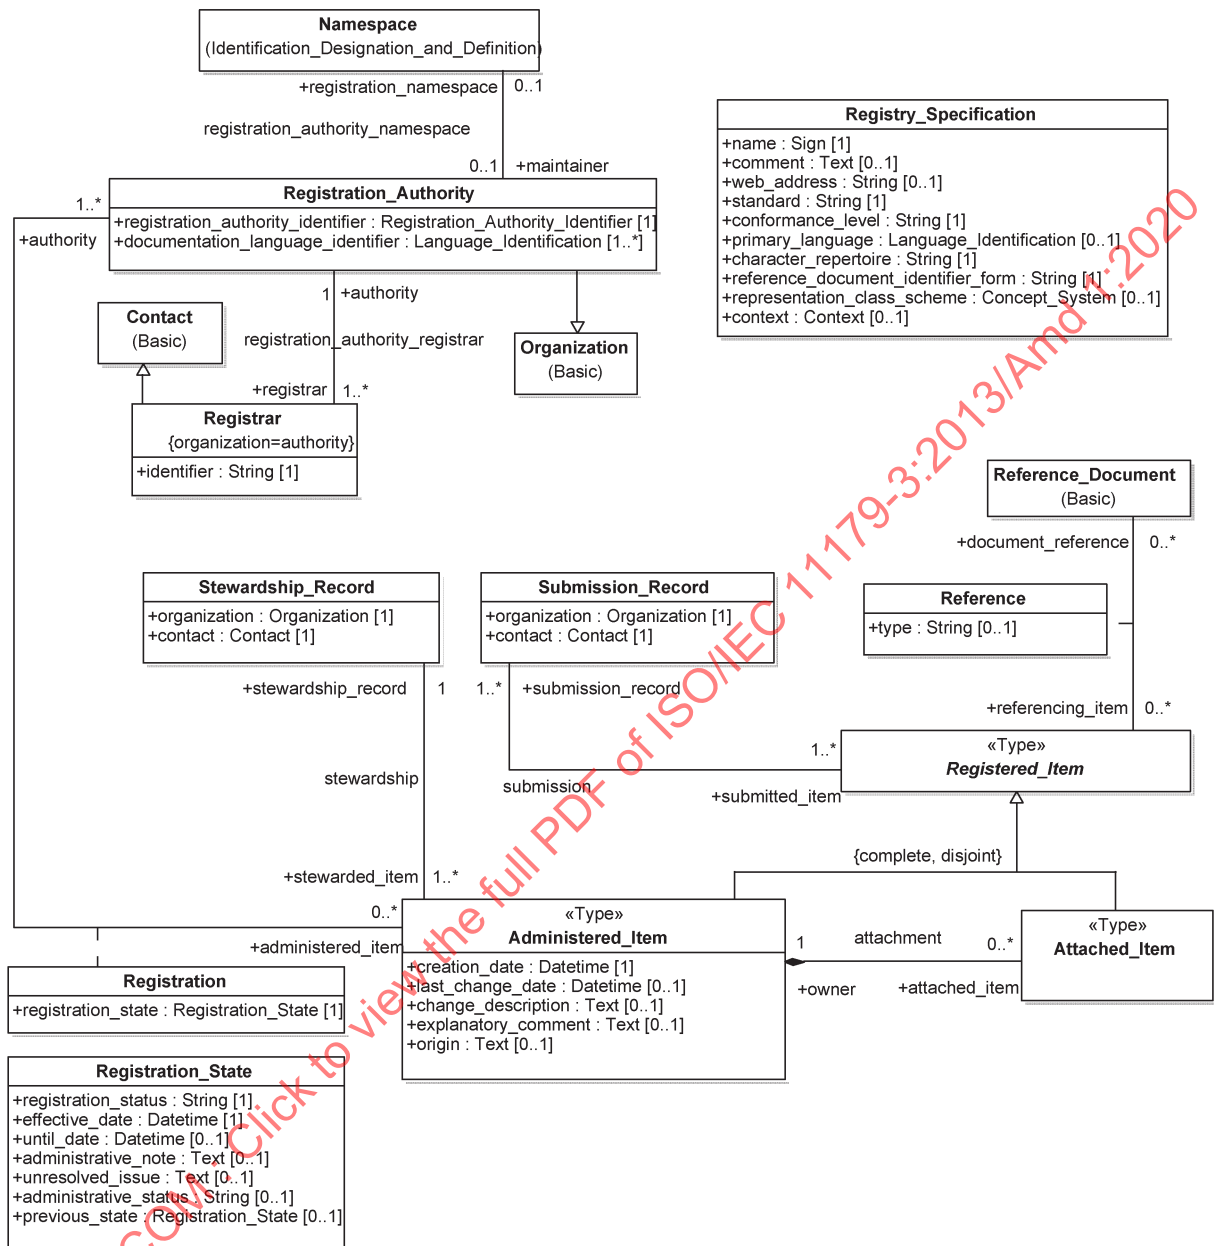 Namespace
(Identification_Designation_and_Definition)
+registration_namespace
0..1
registration_authority_namespace
0..1
+maintainer
Registry_Specification
+name : Sign [1]
+comment : Text [0..1]
+web_address : String [0..1]
+standard : String [1]
+conformance_level : String [1]
+primary_language : Language_Identification [0..1]
+character_repertoire : String [1]
+reference_document_identifier_form : String [1]
+representation_class_scheme : Concept_System [0..1]
+context : Context [0..1]
Registration_Authority
+registration_authority_identifier : Registration_Authority_Identifier [1]
+documentation_language_identifier : Language_Identification [1..*]
1..*
+authority
1
+authority
registration_authority_registrar
+registrar
1..*
Contact
(Basic)
Organization
(Basic)
Registrar
{organization=authority}
+identifier : String [1]
Reference_Document
(Basic)
+document_reference
0..*
Reference
+type : String [0..1]
+referencing_item
0..*
Stewardship_Record
+organization : Organization [1]
+contact : Contact [1]
Submission_Record
+organization : Organization [1]
+contact : Contact [1]
+stewardship_record
1
1..*
+submission_record
stewardship
submission
1..*
+submitted_item
«Type»
Registered_Item
{complete, disjoint}
+stewarded_item
1..*
0..*
+administered_item
«Type»
Administered_Item
+creation_date : Datetime [1]
+last_change_date : Datetime [0..1]
+change_description : Text [0..1]
+explanatory_comment : Text [0..1]
+origin : Text [0..1]
1
attachment
0..*
+owner
+attached_item
«Type»
Attached_Item
Registration
+registration_state : Registration_State [1]
Registration_State
+registration_status : String [1]
+effective_date : Datetime [1]
+until_date : Datetime [0..1]
+administrative_note : Text [0..1]
+unresolved_issue : Text [0..1]
+administrative_status : String [0..1]
+previous_state : Registration_State [0..1]
COM : Click to view the full PDF of ISO/IEC 11179-3:2013/Amd 1:2020